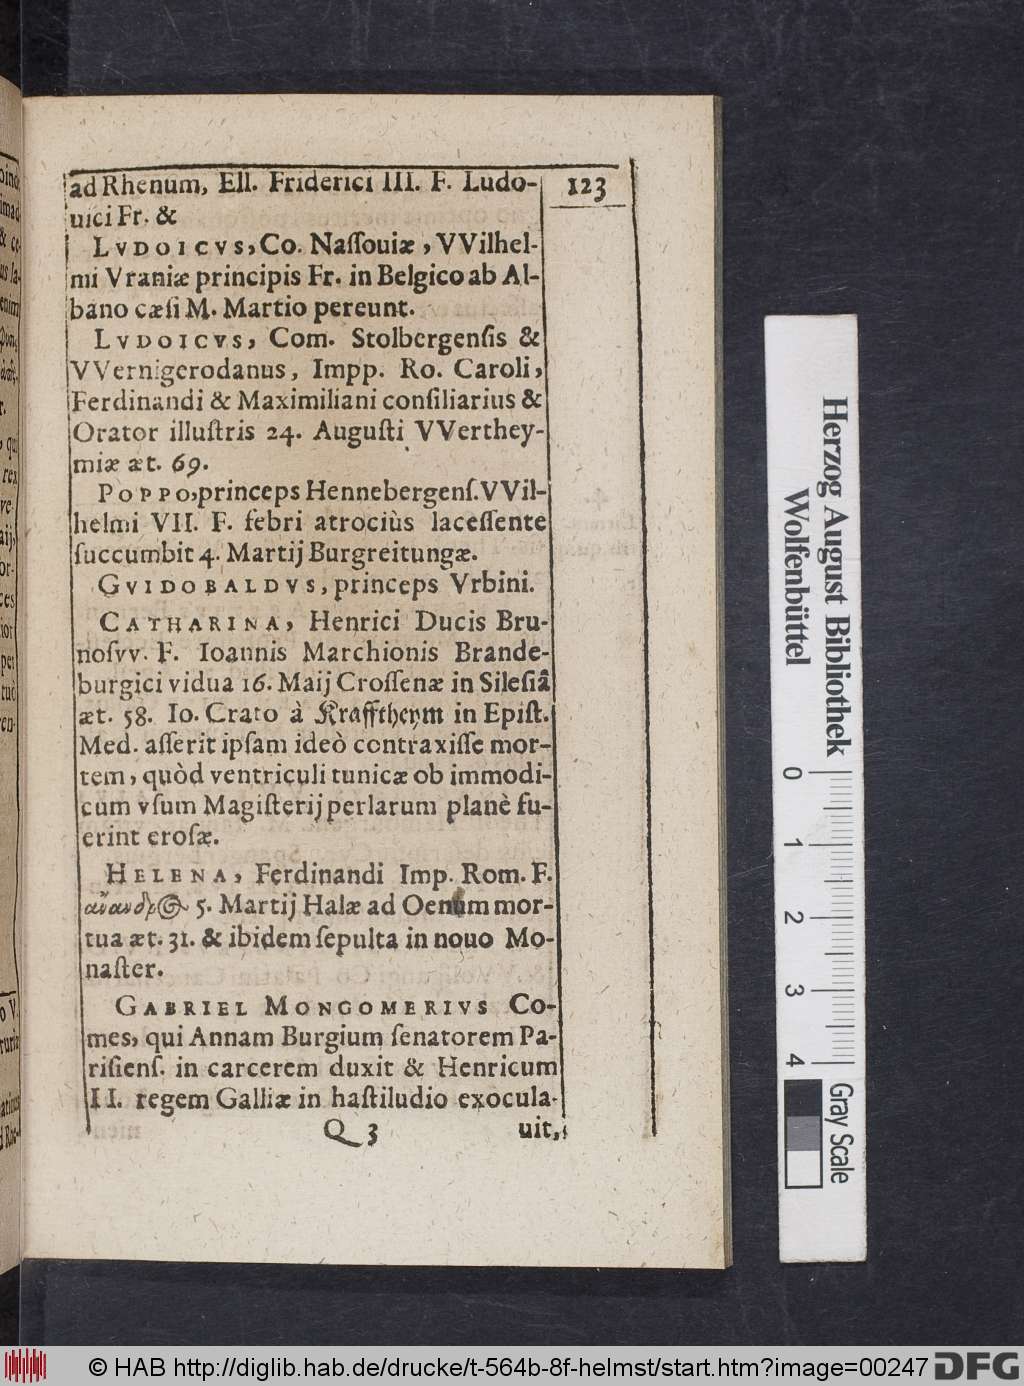 123
ad Rhenum, Ell. Friderici III. F. Ludo-
uici Fr. &
LVDOICVS, Co. Naſſouiæ, VVilhel-
mi Vraniæ principis Fr. in Belgico ab Al-
bano cæſi M. Martio pereunt.
LVDOICVS, Com. Stolbergenſis &
VVernigerodanus, Impp. Ro. Caroli,
Ferdinandi & Maximiliani conſiliarius &
Orator illuſtris 24. Auguſti VVerthey-
miæ æt. 69.
POPPO, princeps Hennebergenſ. VVil-
helmi VII. F. febri atrociùs laceſſente
ſuccumbit 4. Martij Burgreitungæ.
GVIDOBALDVS, princeps Vrbini.
CATHARINA, Henrici Ducis Bru-
noſvv. F. Ioannis Marchionis Brande-
burgici vidua 16. Maij Croſſenæ in Sileſiâ
æt. 58. Io. Crato à Krafftheym in Epiſt.
Med. aſſerit ipſam ideò contraxiſſe mor-
tem, quòd ventriculi tunicæ ob immodi-
cum vſum Magiſterij perlarum planè fu-
erint eroſæ.
HELENA, Ferdinandi Imp. Rom. F.
5. Martij Halæ ad Oenum mor-
tua æt. 31. & ibidem ſepulta in nouo Mo-
naſter.
GABRIEL MONGOMERIVS Co-
mes, qui Annam Burgium ſenatorem Pa-
riſienſ. in carcerem duxit & Henricum
II. regem Galliæ in haſtiludio exocula-
Q 3 uit,
Herzog August Bibliothek
Wolfenbüttel
0 1 2 3 4
Gray Scale
© HAB http://diglib.hab.de/drucke/t-564b-8f-helmst/start.htm?image=00247
DFG